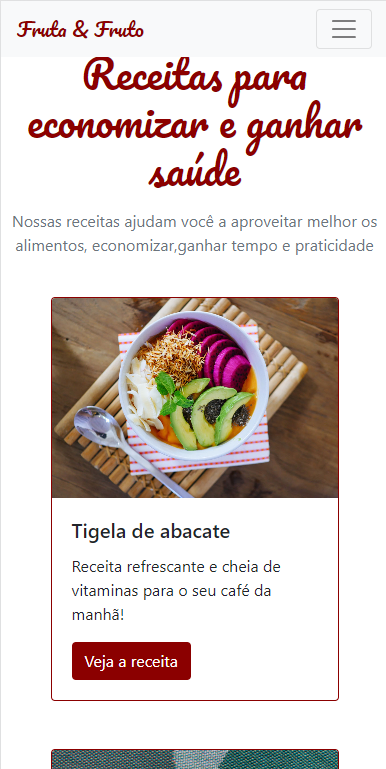 Fruta & Fruto
Receitas para
economizar e ganhar
saúde
Nossas receitas ajudam você a aproveitar melhor os
alimentos, economizar,ganhar tempo e praticidade
Tigela de abacate
Receita refrescante e cheia de
vitaminas para o seu café da
manhã!
Veja a receita